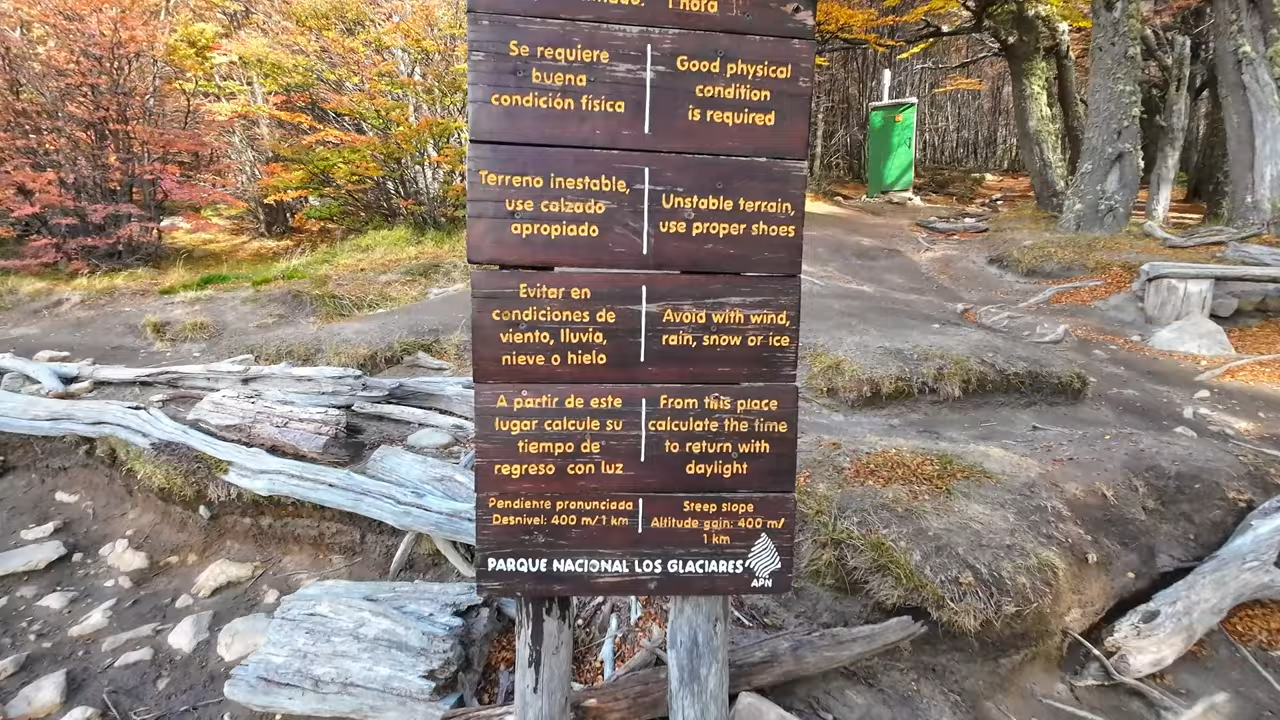 1 hora
Se requiere
buena
condición física
Good physical
condition
is required
Terreno inestable,
use calzado
apropiado
Unstable terrain,
use proper shoes
Evitar en
condiciones de
viento, lluvia,
nieve o hielo
Avoid with wind,
rain, snow or ice
A partir de este
lugar calcule su
tiempo de
regreso con luz
From this place
calculate the time
to return with
daylight
Pendiente pronunciada
Desnivel: 400 m/1 km
Steep slope
Altitude gain: 400 m/
1 km
PARQUE NACIONAL LOS GLACIARES
APN